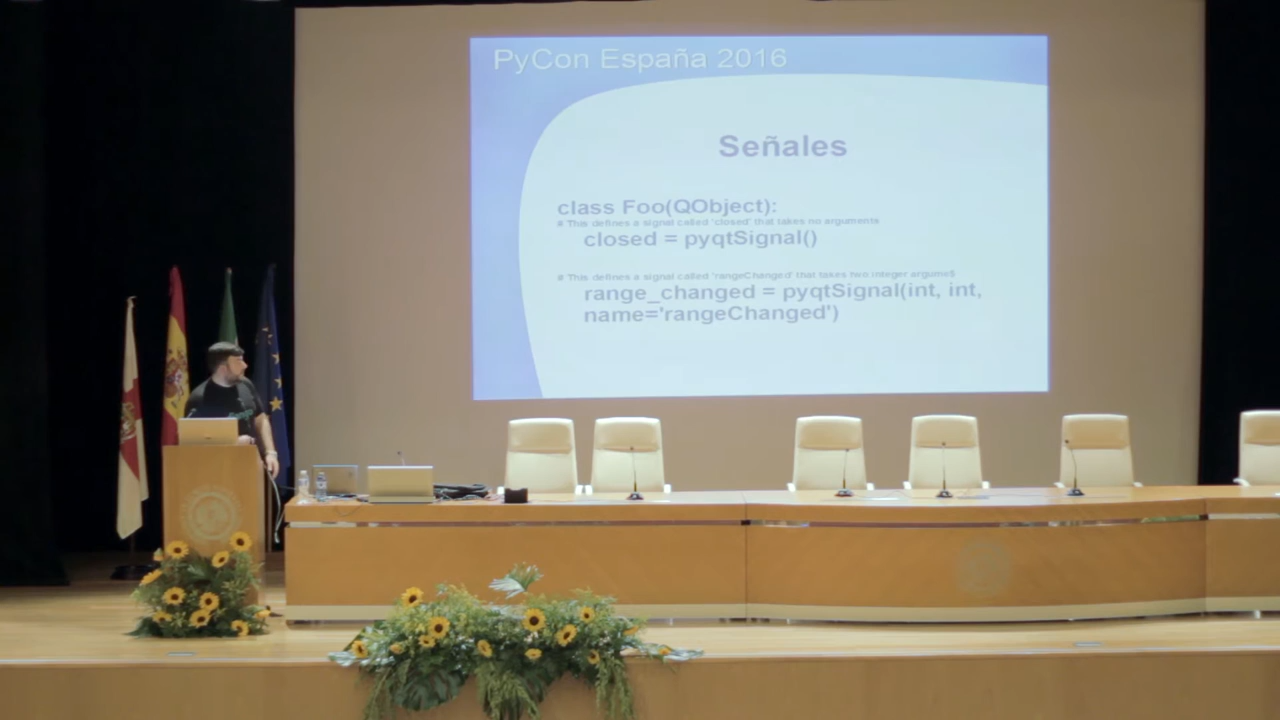 PyCon España 2016
Señales
class Foo(QObject):
# This defines a signal called 'closed' that takes no arguments
closed = pyqtSignal()
# This defines a signal called 'rangeChanged' that takes two integer arguments
range_changed = pyqtSignal(int, int,
name='rangeChanged')